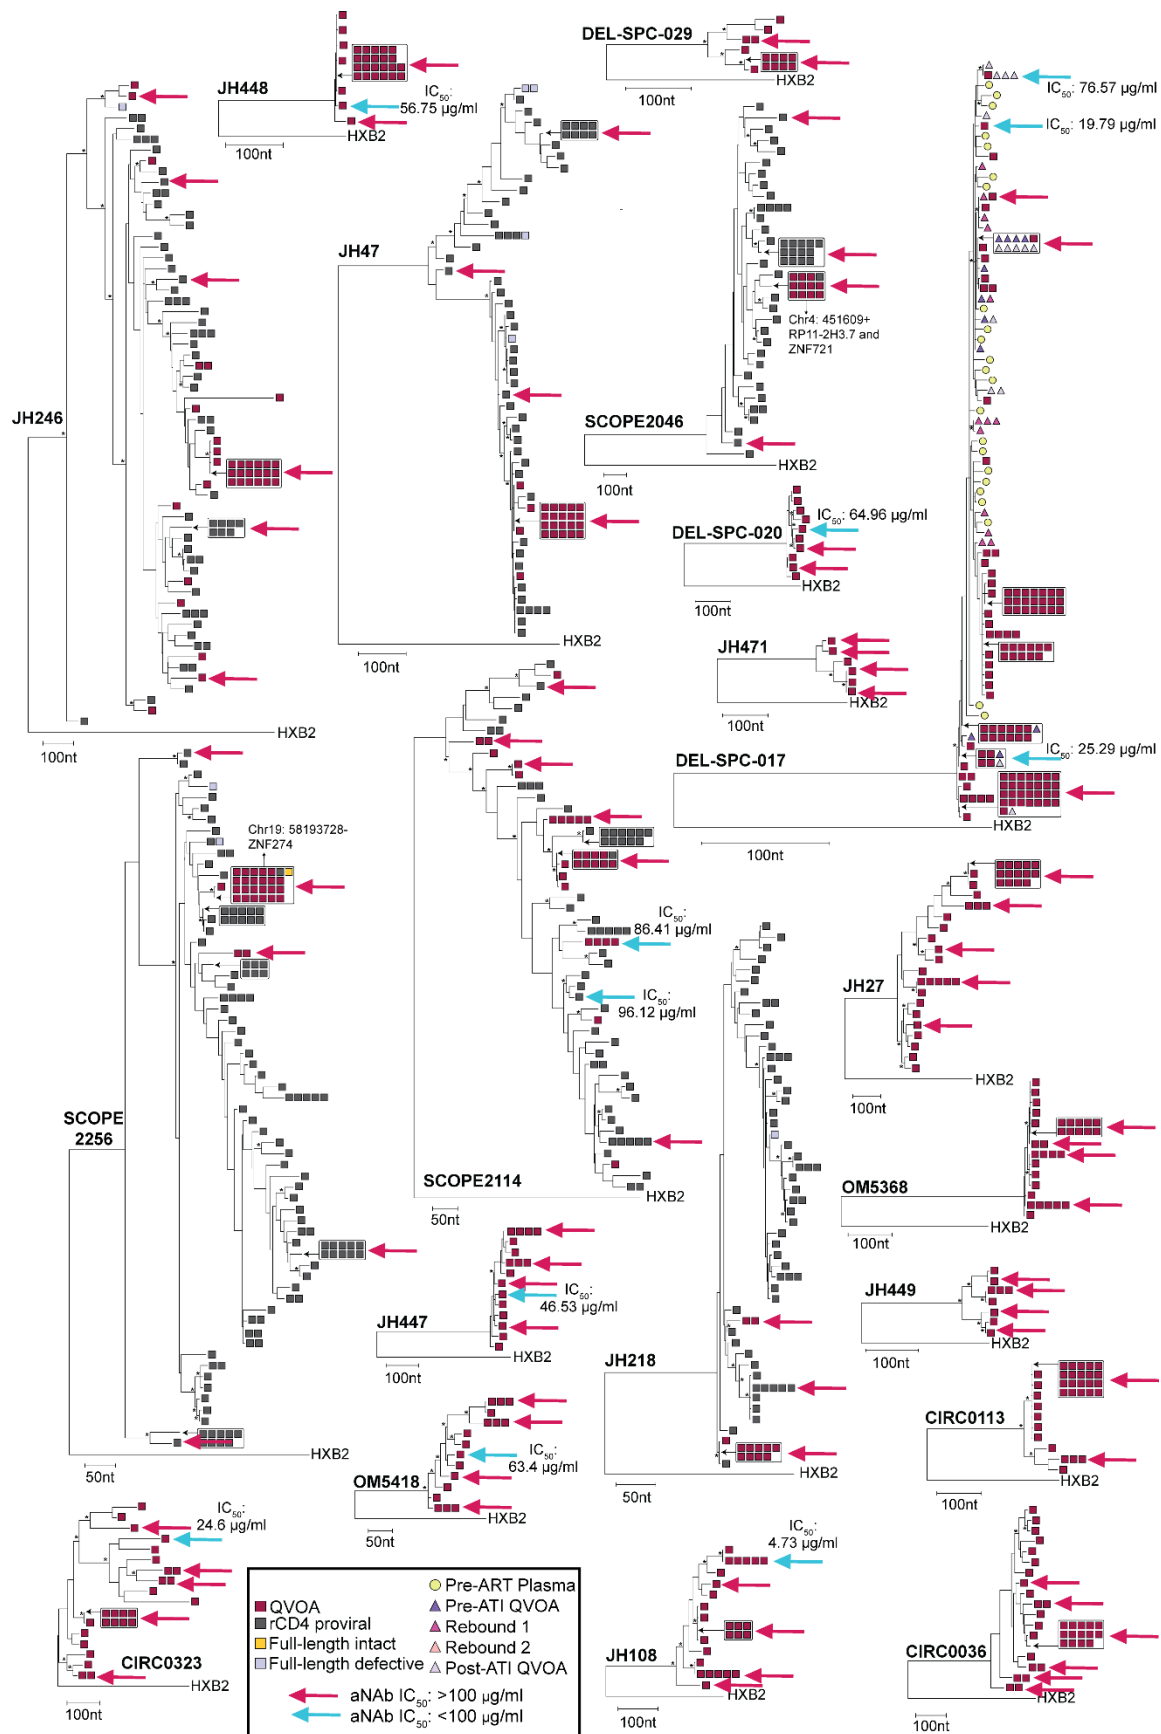 JH448
IC50:
56.75 µg/ml
HXB2
100nt
DEL-SPC-029
HXB2
100nt
IC50: 76.57 µg/ml
IC50: 19.79 µg/ml
JH246
HXB2
100nt
JH47
HXB2
100nt
Chr4: 451609+
RP11-2H3.7 and
ZNF721
SCOPE2046
HXB2
100nt
IC50: 64.96 µg/ml
DEL-SPC-020
HXB2
100nt
JH471
HXB2
100nt
IC50: 25.29 µg/ml
DEL-SPC-017
HXB2
100nt
Chr19: 58193728-
ZNF274
SCOPE
2256
HXB2
50nt
IC50:
86.41 µg/ml
IC50:
96.12 µg/ml
SCOPE2114
HXB2
50nt
JH27
HXB2
100nt
OM5368
HXB2
100nt
IC50:
46.53 µg/ml
JH447
HXB2
100nt
JH218
HXB2
50nt
JH449
HXB2
100nt
CIRC0113
HXB2
100nt
IC50:
63.4 µg/ml
OM5418
HXB2
50nt
IC50:
24.6 µg/ml
CIRC0323
HXB2
100nt
IC50:
4.73 µg/ml
JH108
HXB2
100nt
CIRC0036
HXB2
100nt
QVOA
rCD4 proviral
Full-length intact
Full-length defective
Pre-ART Plasma
Pre-ATI QVOA
Rebound 1
Rebound 2
Post-ATI QVOA
aNAb IC50: >100 µg/ml
aNAb IC50: <100 µg/ml